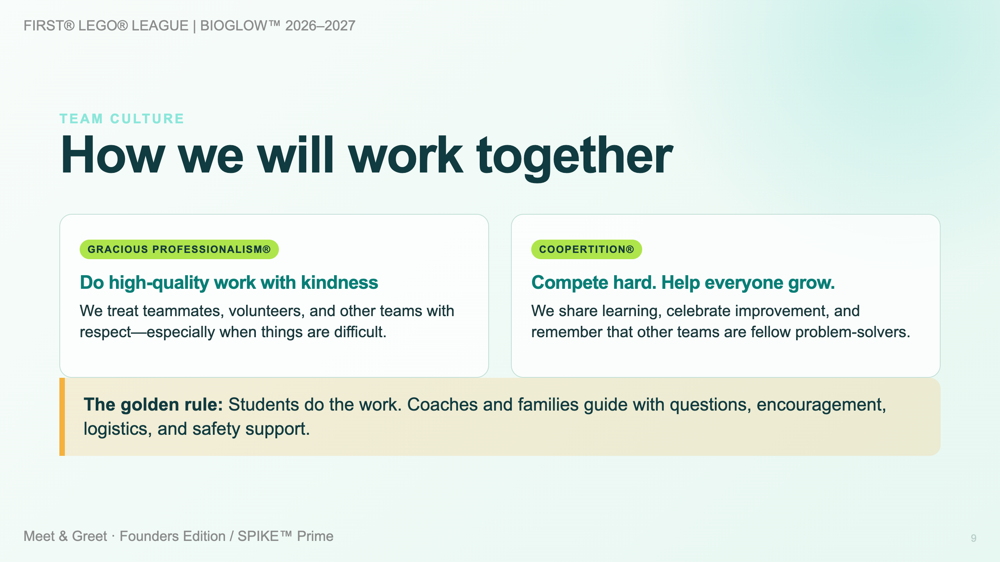 FIRST® LEGO® LEAGUE | BIOGLOW™ 2026–2027
TEAM CULTURE
How we will work together
GRACIOUS PROFESSIONALISM®
Do high-quality work with kindness
We treat teammates, volunteers, and other teams with
respect—especially when things are difficult.
COOPERTITION®
Compete hard. Help everyone grow.
We share learning, celebrate improvement, and
remember that other teams are fellow problem-solvers.
The golden rule: Students do the work. Coaches and families guide with questions, encouragement,
logistics, and safety support.
Meet & Greet · Founders Edition / SPIKE™ Prime
9